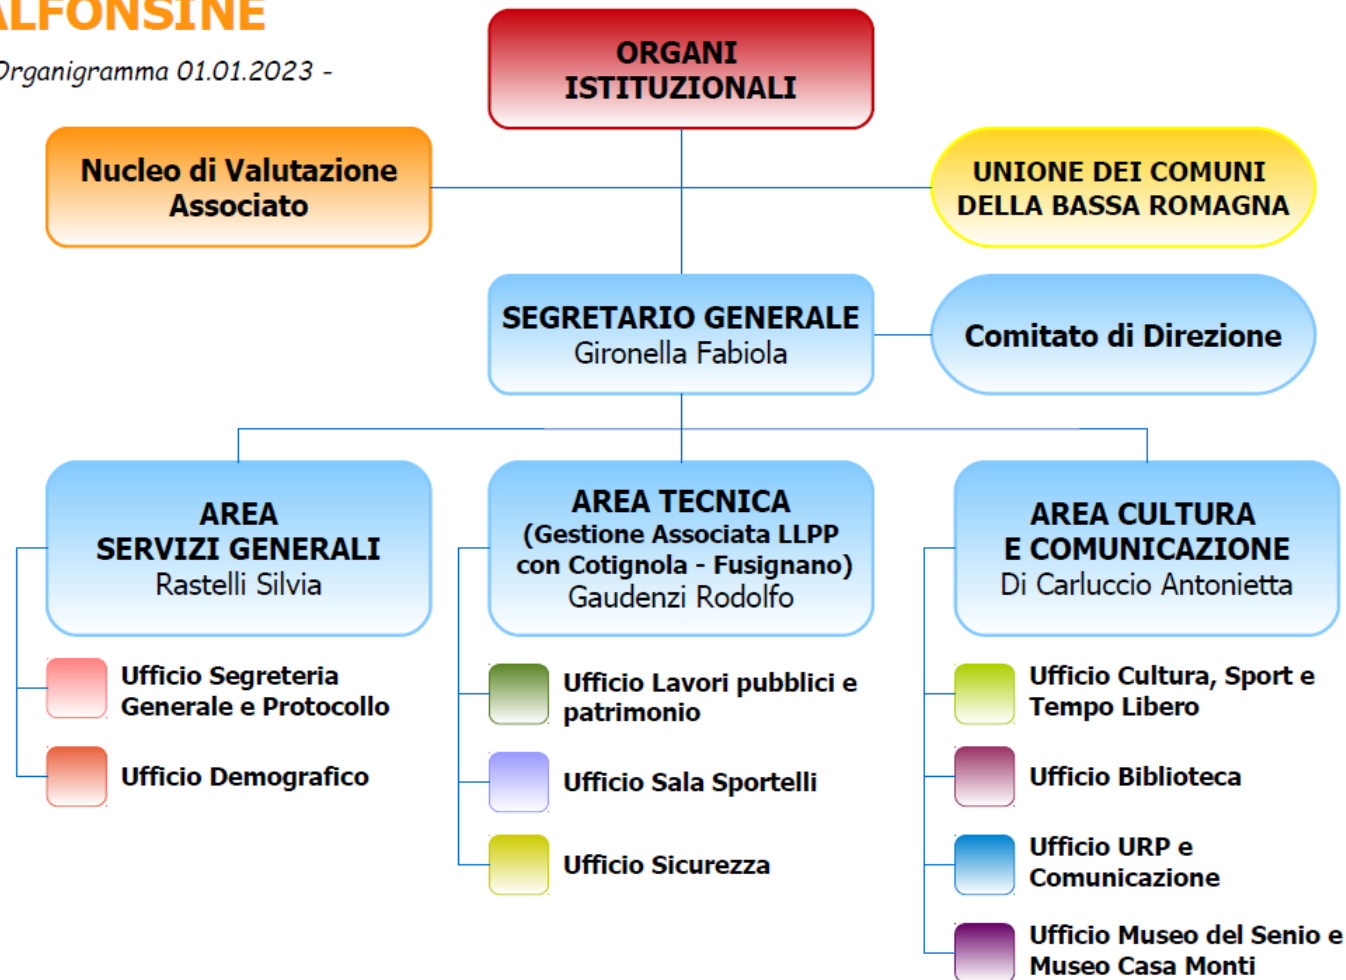 ALFONSINE
Organigramma 01.01.2023 -
ORGANI
ISTITUZIONALI
Nucleo di Valutazione
Associato
UNIONE DEI COMUNI
DELLA BASSA ROMAGNA
SEGRETARIO GENERALE
Gironella Fabiola
Comitato di Direzione
AREA
SERVIZI GENERALI
Rastelli Silvia
Ufficio Segreteria
Generale e Protocollo
Ufficio Demografico
AREA TECNICA
(Gestione Associata LLPP
con Cotignola - Fusignano)
Gaudenzi Rodolfo
Ufficio Lavori pubblici e
patrimonio
Ufficio Sala Sportelli
Ufficio Sicurezza
AREA CULTURA
E COMUNICAZIONE
Di Carluccio Antonietta
Ufficio Cultura, Sport e
Tempo Libero
Ufficio Biblioteca
Ufficio URP e
Comunicazione
Ufficio Museo del Senio e
Museo Casa Monti